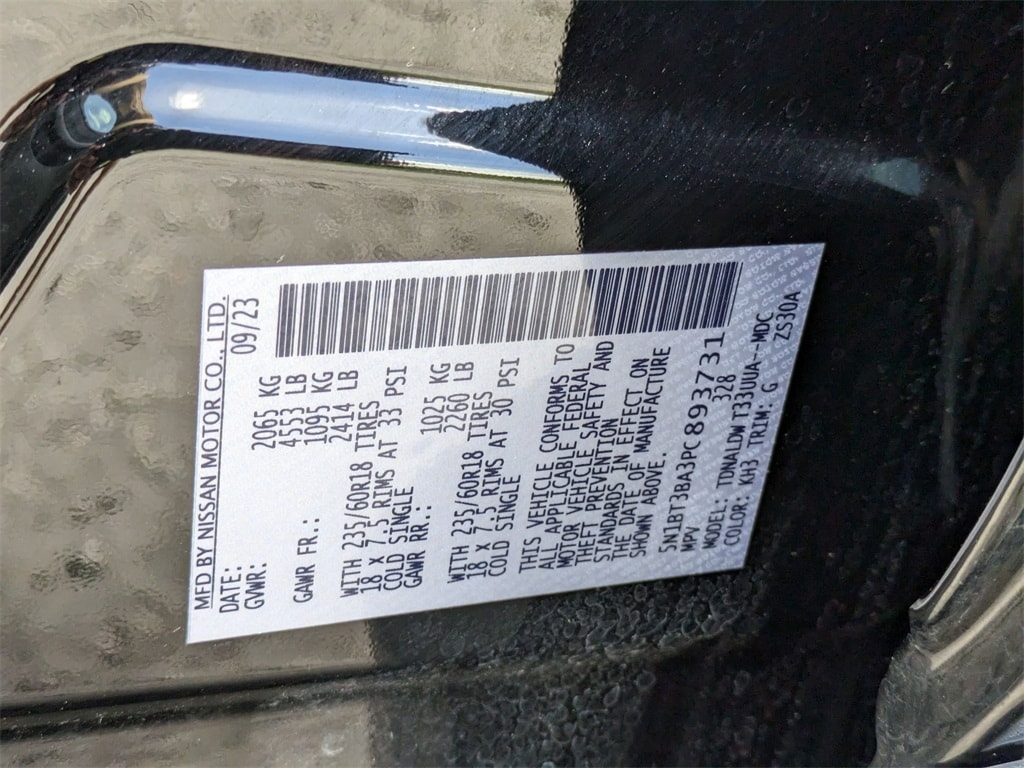 MFD BY NISSAN MOTOR CO., LTD.
DATE: 09/23
GVWR: 2065 KG
4553 LB
GAWR FR.: 1095 KG
2414 LB
WITH 235/60R18 TIRES
18 X 7.5 RIMS AT 33 PSI
COLD SINGLE
GAWR RR.: 1025 KG
2260 LB
WITH 235/60R18 TIRES
18 X 7.5 RIMS AT 30 PSI
COLD SINGLE
THIS VEHICLE CONFORMS TO
ALL APPLICABLE FEDERAL
MOTOR VEHICLE SAFETY AND
THEFT PREVENTION
STANDARDS IN EFFECT ON
THE DATE OF MANUFACTURE
SHOWN ABOVE.
5N1BT3BA3PC893731
MPV 328
MODEL: TDNALDW T33UUA--MDC
COLOR: KH3 TRIM: G ZS30A